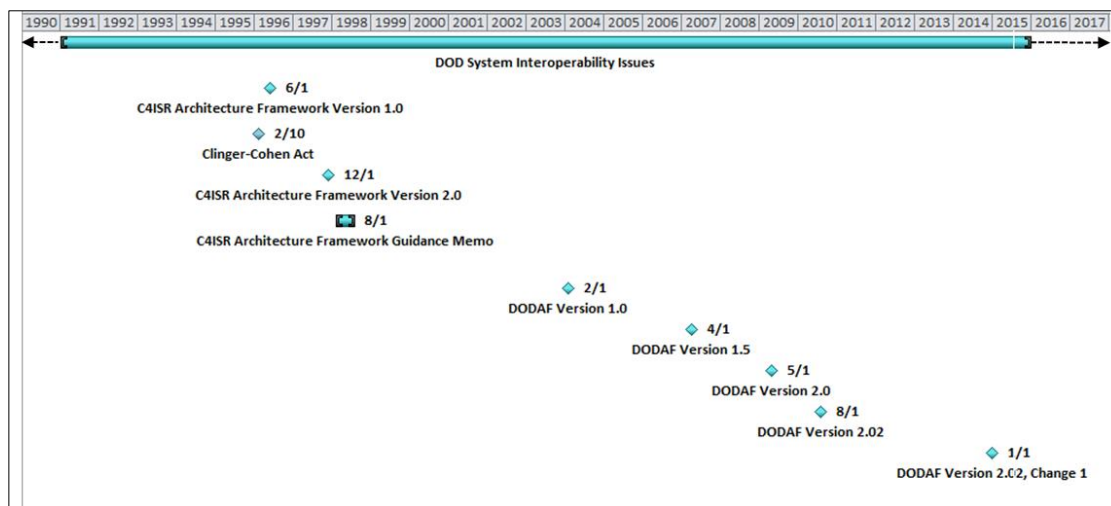 1990 1991 1992 1993 1994 1995 1996 1997 1998 1999 2000 2001 2002 2003 2004 2005 2006 2007 2008 2009 2010 2011 2012 2013 2014 2015 2016 2017
DOD System Interoperability Issues
6/1
C4ISR Architecture Framework Version 1.0
2/10
Clinger-Cohen Act
12/1
C4ISR Architecture Framework Version 2.0
8/1
C4ISR Architecture Framework Guidance Memo
2/1
DODAF Version 1.0
4/1
DODAF Version 1.5
5/1
DODAF Version 2.0
8/1
DODAF Version 2.02
1/1
DODAF Version 2.02, Change 1